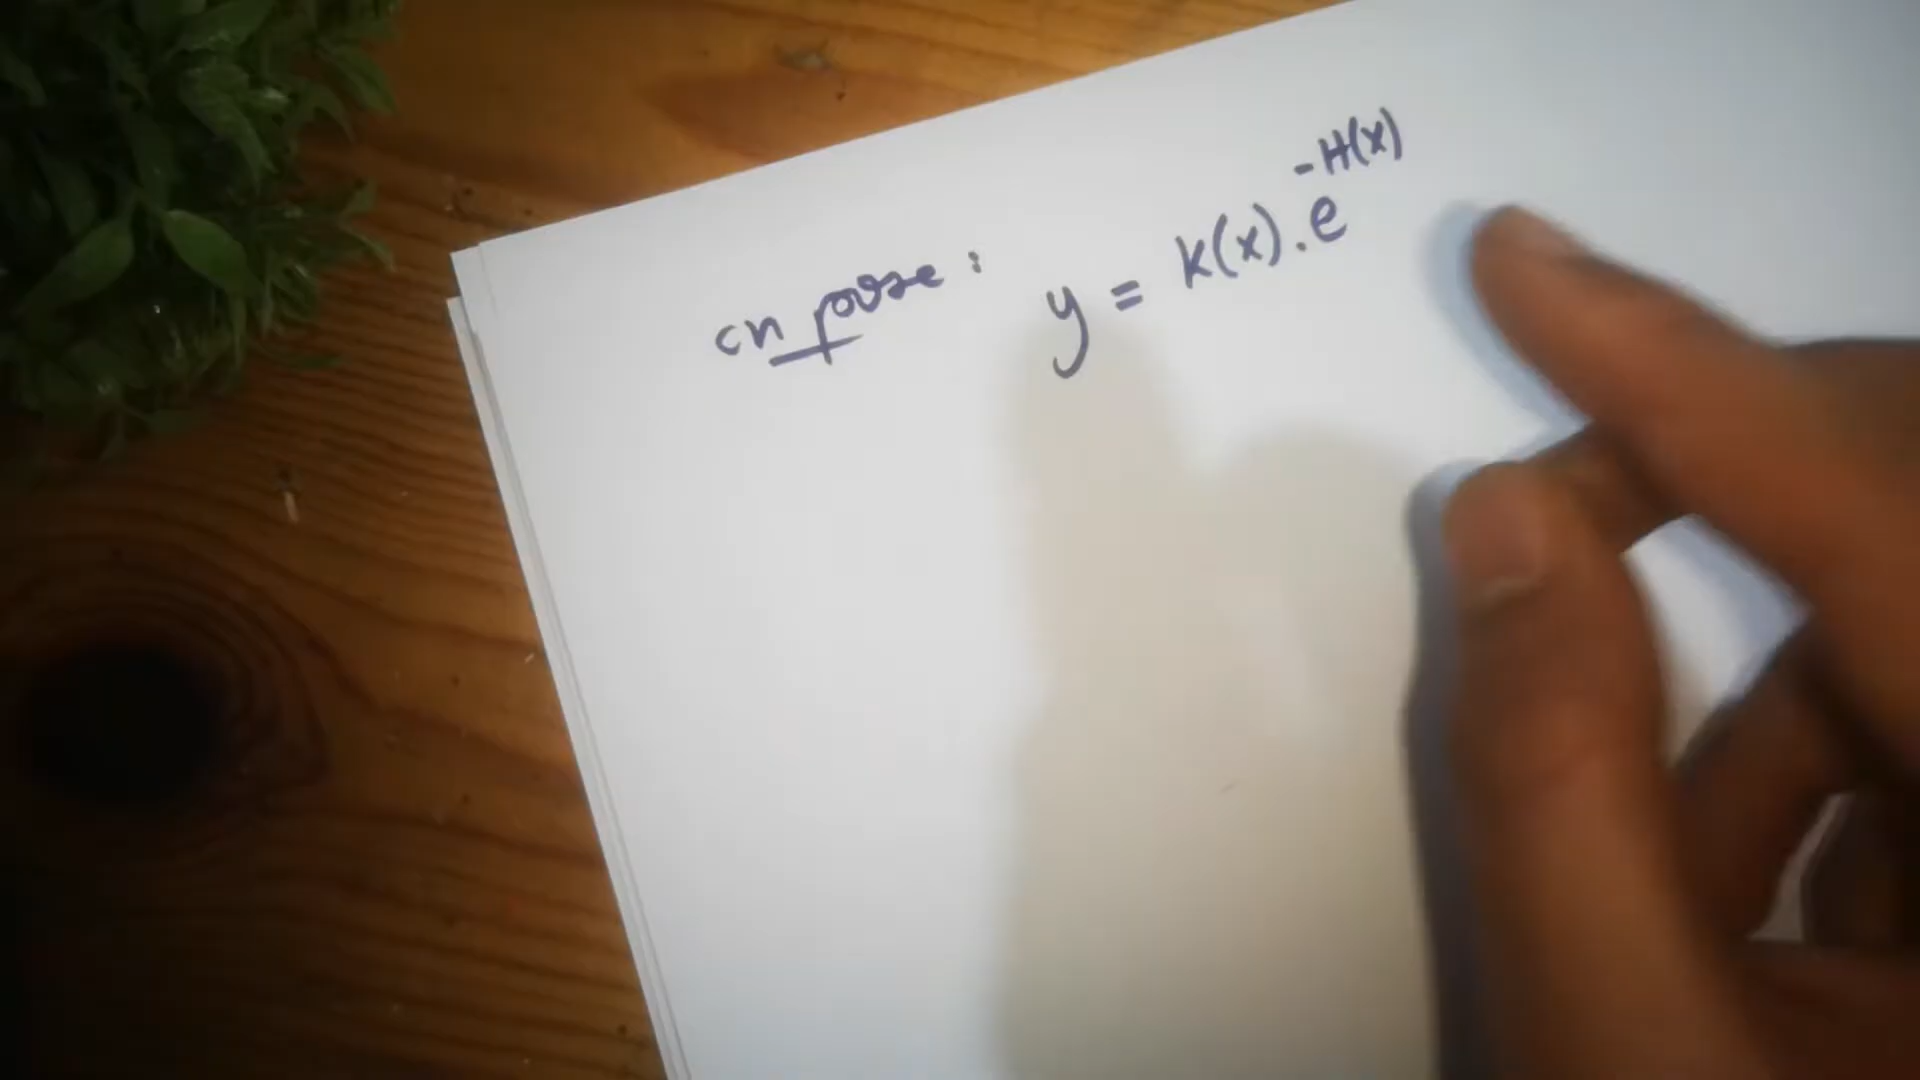 on pose : y = k(x).e^-H(x)